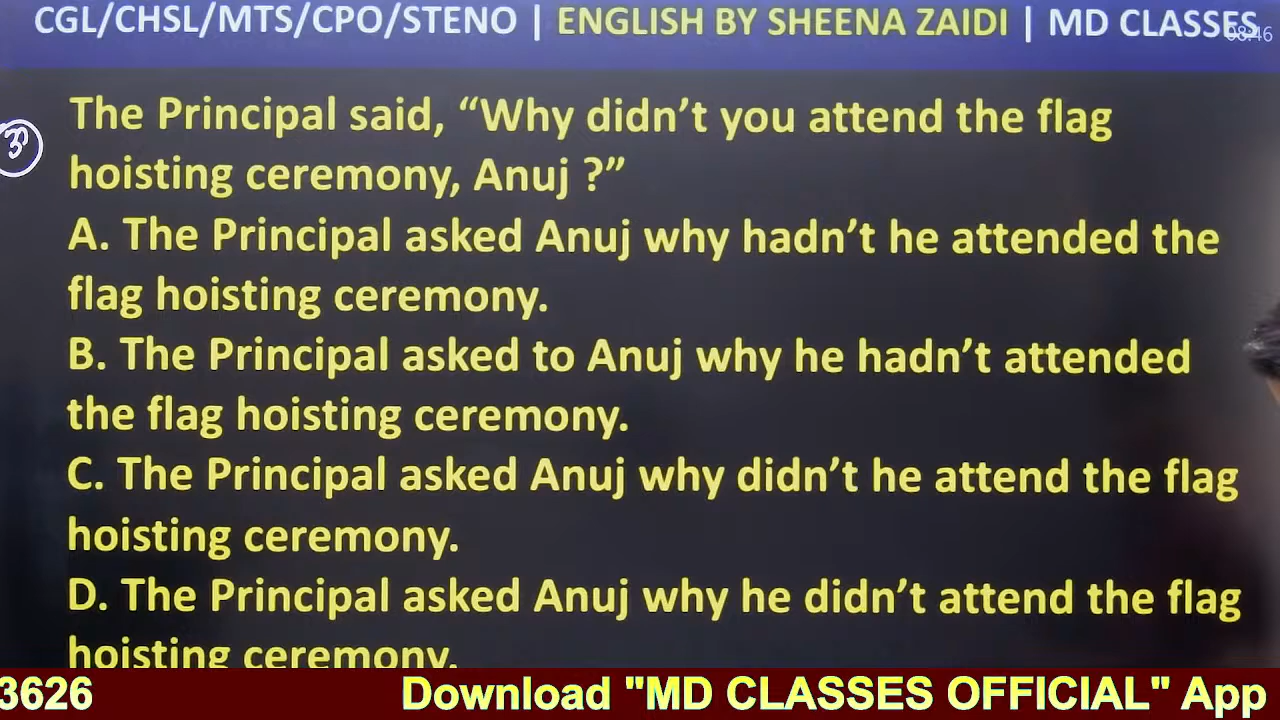 CGL/CHSL/MTS/CPO/STENO | ENGLISH BY SHEENA ZAIDI | MD CLASSES
08:46
3
The Principal said, “Why didn’t you attend the flag
hoisting ceremony, Anuj ?”
A. The Principal asked Anuj why hadn’t he attended the
flag hoisting ceremony.
B. The Principal asked to Anuj why he hadn’t attended
the flag hoisting ceremony.
C. The Principal asked Anuj why didn’t he attend the flag
hoisting ceremony.
D. The Principal asked Anuj why he didn’t attend the flag
hoisting ceremony.
3626 Download "MD CLASSES OFFICIAL" App